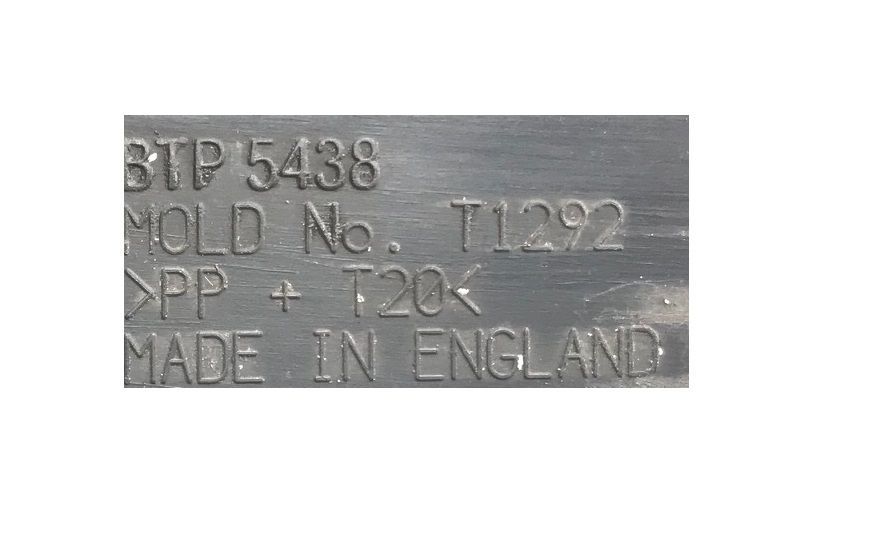 BTP 5438
MOLD No. T1292
>PP + T20<
MADE IN ENGLAND